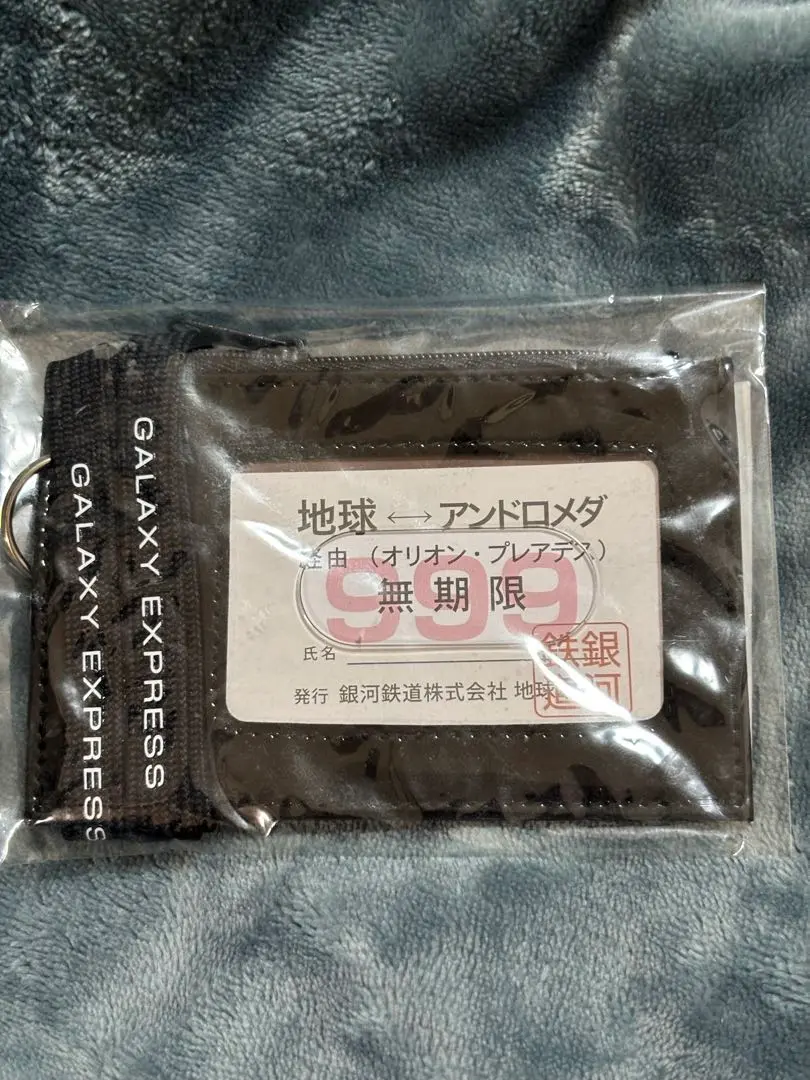 GALAXY EXPRESS
GALAXY EXPRESS
地球 ←→ アンドロメダ
経由 (オリオン・プレアデス)
999
無期限
氏名
発行 銀河鉄道株式会社 地球
銀河鉄道